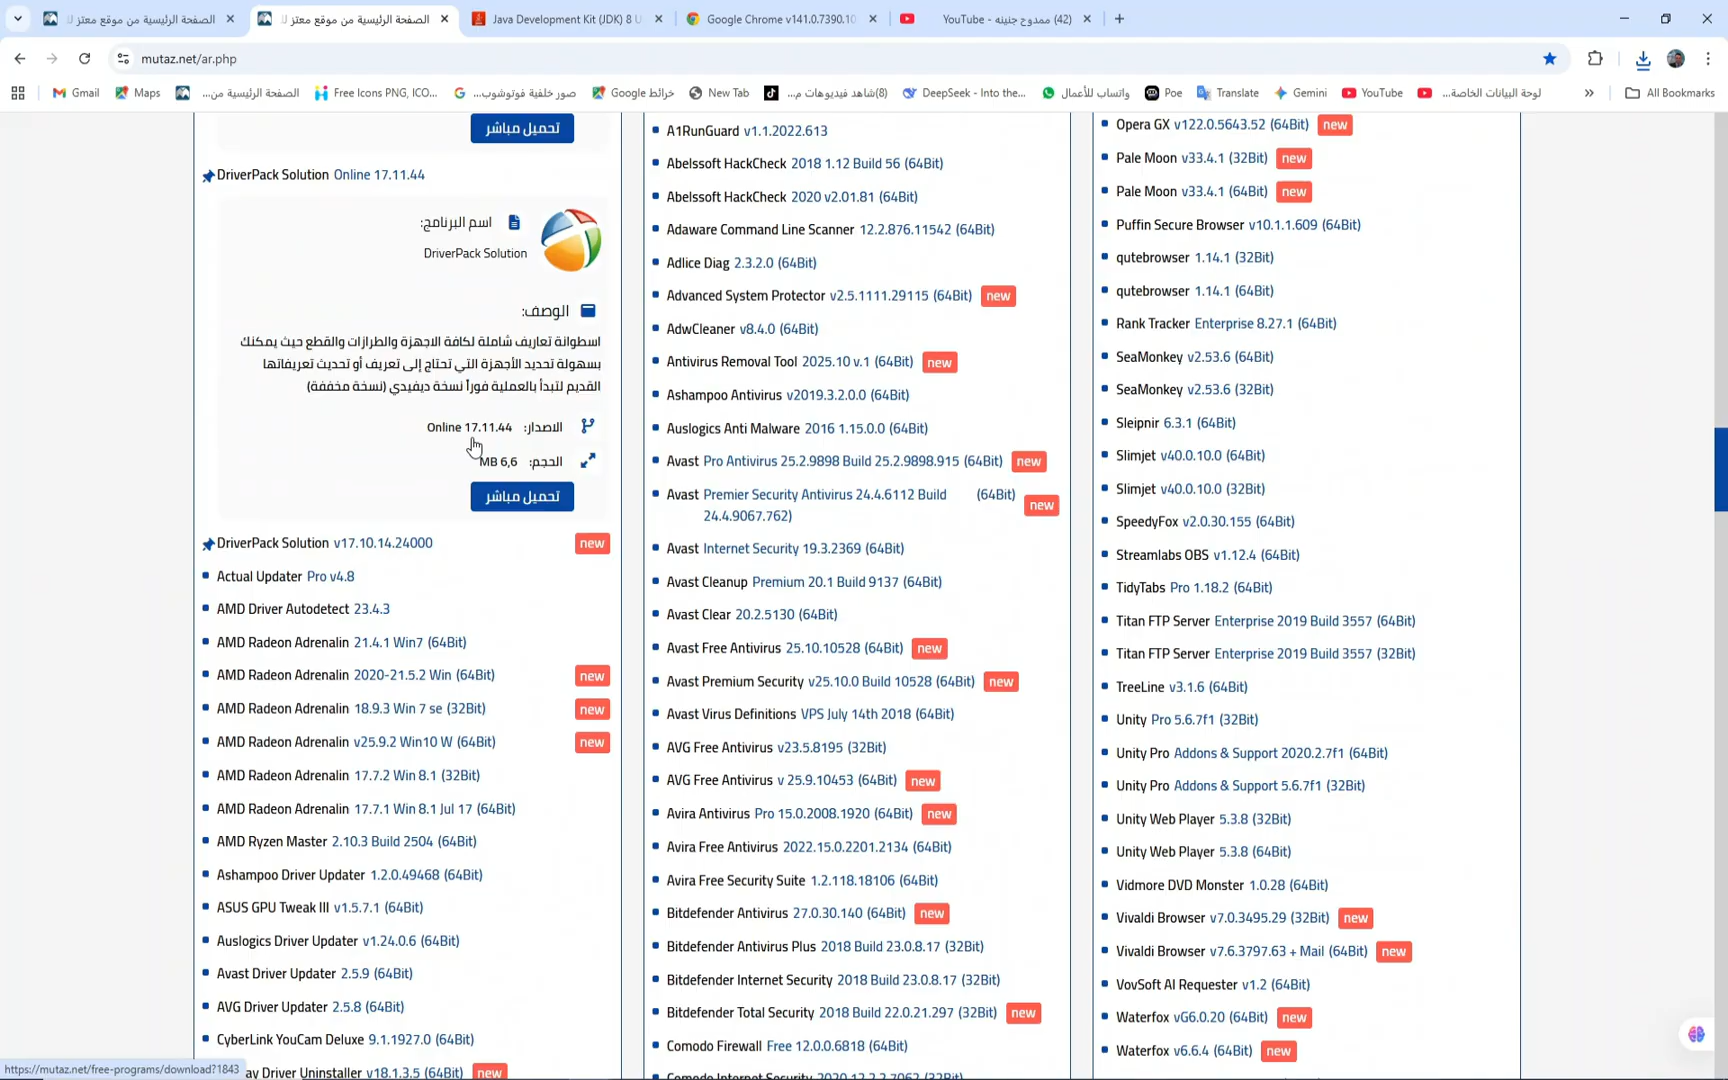 الصفحة الرئيسية من موقع معتز ل
الصفحة الرئيسية من موقع معتز ل
Java Development Kit (JDK) 8 U
Google Chrome v141.0.7390.10
YouTube - ممدوح جنينه (42)
mutaz.net/ar.php
Gmail
Maps
الصفحة الرئيسية من...
Free Icons PNG, ICO...
صور خلفية فوتوشوب...
خرائط Google
New Tab
(8)شاهد فيديوهات م...
DeepSeek - Into the...
واتساب للأعمال
Poe
Translate
Gemini
YouTube
لوحة البيانات الخاصة...
All Bookmarks
تحميل مباشر
DriverPack Solution Online 17.11.44
اسم البرنامج:
DriverPack Solution
الوصف:
اسطوانة تعاريف شاملة لكافة الاجهزة والطرازات والقطع حيث يمكنك
بسهولة تحديد الأجهزة التي تحتاج إلى تعريف أو تحديث تعريفاتها
القديم لتبدأ بالعملية فوراً نسخة ديفيدي (نسخة مخففة)
الاصدار: Online 17.11.44
الحجم: MB 6,6
تحميل مباشر
DriverPack Solution v17.10.14.24000 new
Actual Updater Pro v4.8
AMD Driver Autodetect 23.4.3
AMD Radeon Adrenalin 21.4.1 Win7 (64Bit)
AMD Radeon Adrenalin 2020-21.5.2 Win (64Bit) new
AMD Radeon Adrenalin 18.9.3 Win 7 se (32Bit) new
AMD Radeon Adrenalin v25.9.2 Win10 W (64Bit) new
AMD Radeon Adrenalin 17.7.2 Win 8.1 (32Bit)
AMD Radeon Adrenalin 17.7.1 Win 8.1 Jul 17 (64Bit)
AMD Ryzen Master 2.10.3 Build 2504 (64Bit)
Ashampoo Driver Updater 1.2.0.49468 (64Bit)
ASUS GPU Tweak III v1.5.7.1 (64Bit)
Auslogics Driver Updater v1.24.0.6 (64Bit)
Avast Driver Updater 2.5.9 (64Bit)
AVG Driver Updater 2.5.8 (64Bit)
CyberLink YouCam Deluxe 9.1.1927.0 (64Bit)
ay Driver Uninstaller v18.1.3.5 (64Bit) new
A1RunGuard v1.1.2022.613
Abelssoft HackCheck 2018 1.12 Build 56 (64Bit)
Abelssoft HackCheck 2020 v2.01.81 (64Bit)
Adaware Command Line Scanner 12.2.876.11542 (64Bit)
Adlice Diag 2.3.2.0 (64Bit)
Advanced System Protector v2.5.1111.29115 (64Bit) new
AdwCleaner v8.4.0 (64Bit)
Antivirus Removal Tool 2025.10 v.1 (64Bit) new
Ashampoo Antivirus v2019.3.2.0.0 (64Bit)
Auslogics Anti Malware 2016 1.15.0.0 (64Bit)
Avast Pro Antivirus 25.2.9898 Build 25.2.9898.915 (64Bit) new
Avast Premier Security Antivirus 24.4.6112 Build (64Bit) new
24.4.9067.762)
Avast Internet Security 19.3.2369 (64Bit)
Avast Cleanup Premium 20.1 Build 9137 (64Bit)
Avast Clear 20.2.5130 (64Bit)
Avast Free Antivirus 25.10.10528 (64Bit) new
Avast Premium Security v25.10.0 Build 10528 (64Bit) new
Avast Virus Definitions VPS July 14th 2018 (64Bit)
AVG Free Antivirus v23.5.8195 (32Bit)
AVG Free Antivirus v 25.9.10453 (64Bit) new
Avira Antivirus Pro 15.0.2008.1920 (64Bit) new
Avira Free Antivirus 2022.15.0.2201.2134 (64Bit)
Avira Free Security Suite 1.2.118.18106 (64Bit)
Bitdefender Antivirus 27.0.30.140 (64Bit) new
Bitdefender Antivirus Plus 2018 Build 23.0.8.17 (32Bit)
Bitdefender Internet Security 2018 Build 23.0.8.17 (32Bit)
Bitdefender Total Security 2018 Build 22.0.21.297 (32Bit) new
Comodo Firewall Free 12.0.0.6818 (64Bit)
Comodo Internet Security 2020 12.2.2.7062 (32Bit)
Opera GX v122.0.5643.52 (64Bit) new
Pale Moon v33.4.1 (32Bit) new
Pale Moon v33.4.1 (64Bit) new
Puffin Secure Browser v10.1.1.609 (64Bit)
qutebrowser 1.14.1 (32Bit)
qutebrowser 1.14.1 (64Bit)
Rank Tracker Enterprise 8.27.1 (64Bit)
SeaMonkey v2.53.6 (64Bit)
SeaMonkey v2.53.6 (32Bit)
Sleipnir 6.3.1 (64Bit)
Slimjet v40.0.10.0 (64Bit)
Slimjet v40.0.10.0 (32Bit)
SpeedyFox v2.0.30.155 (64Bit)
Streamlabs OBS v1.12.4 (64Bit)
TidyTabs Pro 1.18.2 (64Bit)
Titan FTP Server Enterprise 2019 Build 3557 (64Bit)
Titan FTP Server Enterprise 2019 Build 3557 (32Bit)
TreeLine v3.1.6 (64Bit)
Unity Pro 5.6.7f1 (32Bit)
Unity Pro Addons & Support 2020.2.7f1 (64Bit)
Unity Pro Addons & Support 5.6.7f1 (32Bit)
Unity Web Player 5.3.8 (32Bit)
Unity Web Player 5.3.8 (64Bit)
Vidmore DVD Monster 1.0.28 (64Bit)
Vivaldi Browser v7.0.3495.29 (32Bit) new
Vivaldi Browser v7.6.3797.63 + Mail (64Bit) new
VovSoft AI Requester v1.2 (64Bit)
Waterfox vG6.0.20 (64Bit) new
Waterfox v6.6.4 (64Bit) new
https://mutaz.net/free-programs/download?1843